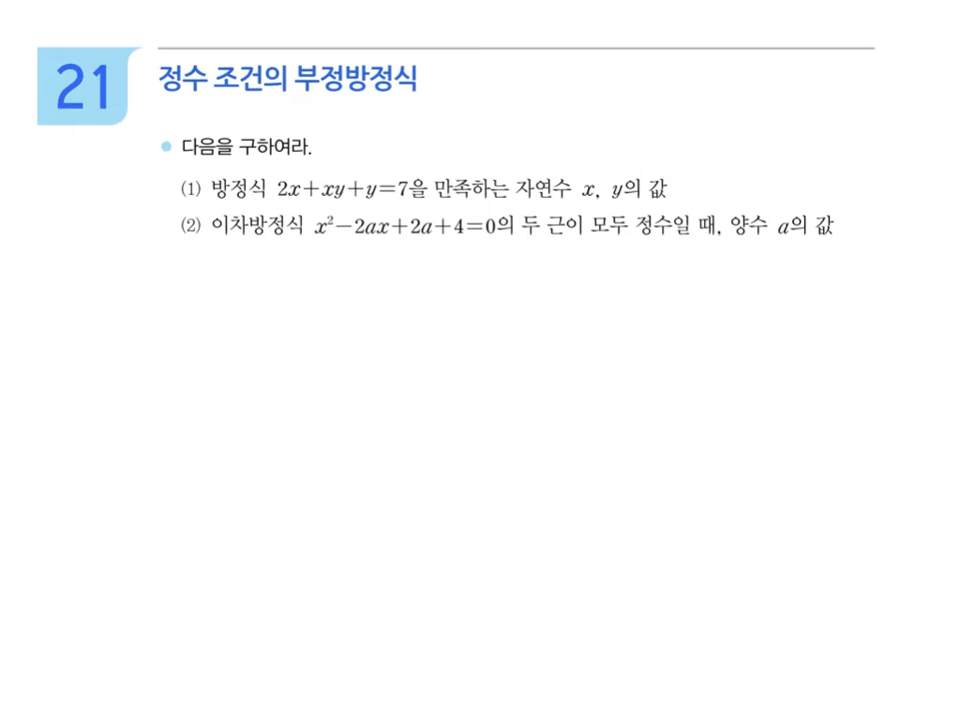 21
정수 조건의 부정방정식
● 다음을 구하여라.
(1) 방정식 2x+xy+y=7을 만족하는 자연수 x, y의 값
(2) 이차방정식 x²-2ax+2a+4=0의 두 근이 모두 정수일 때, 양수 a의 값